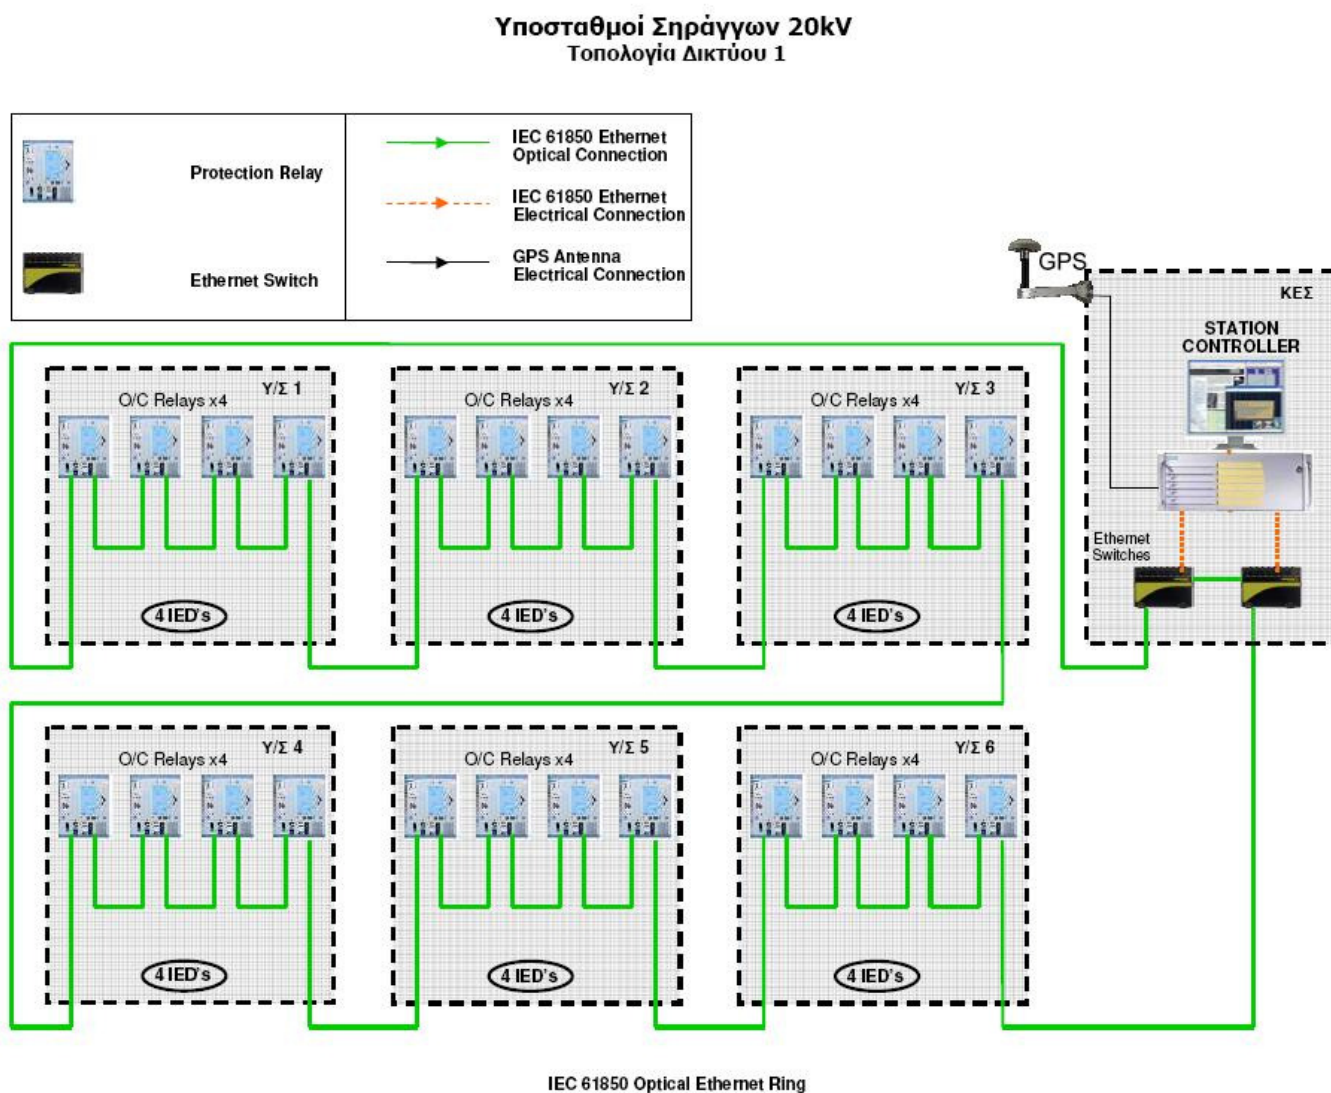 Υποσταθμοί Σηράγγων 20kV
Τοπολογία Δικτύου 1
Protection Relay
Ethernet Switch
IEC 61850 Ethernet
Optical Connection
IEC 61850 Ethernet
Electrical Connection
GPS Antenna
Electrical Connection
GPS
ΚΕΣ
STATION
CONTROLLER
Ethernet
Switches
Υ/Σ 1
O/C Relays x4
4 IED's
Υ/Σ 2
O/C Relays x4
4 IED's
Υ/Σ 3
O/C Relays x4
4 IED's
Υ/Σ 4
O/C Relays x4
4 IED's
Υ/Σ 5
O/C Relays x4
4 IED's
Υ/Σ 6
O/C Relays x4
4 IED's
IEC 61850 Optical Ethernet Ring